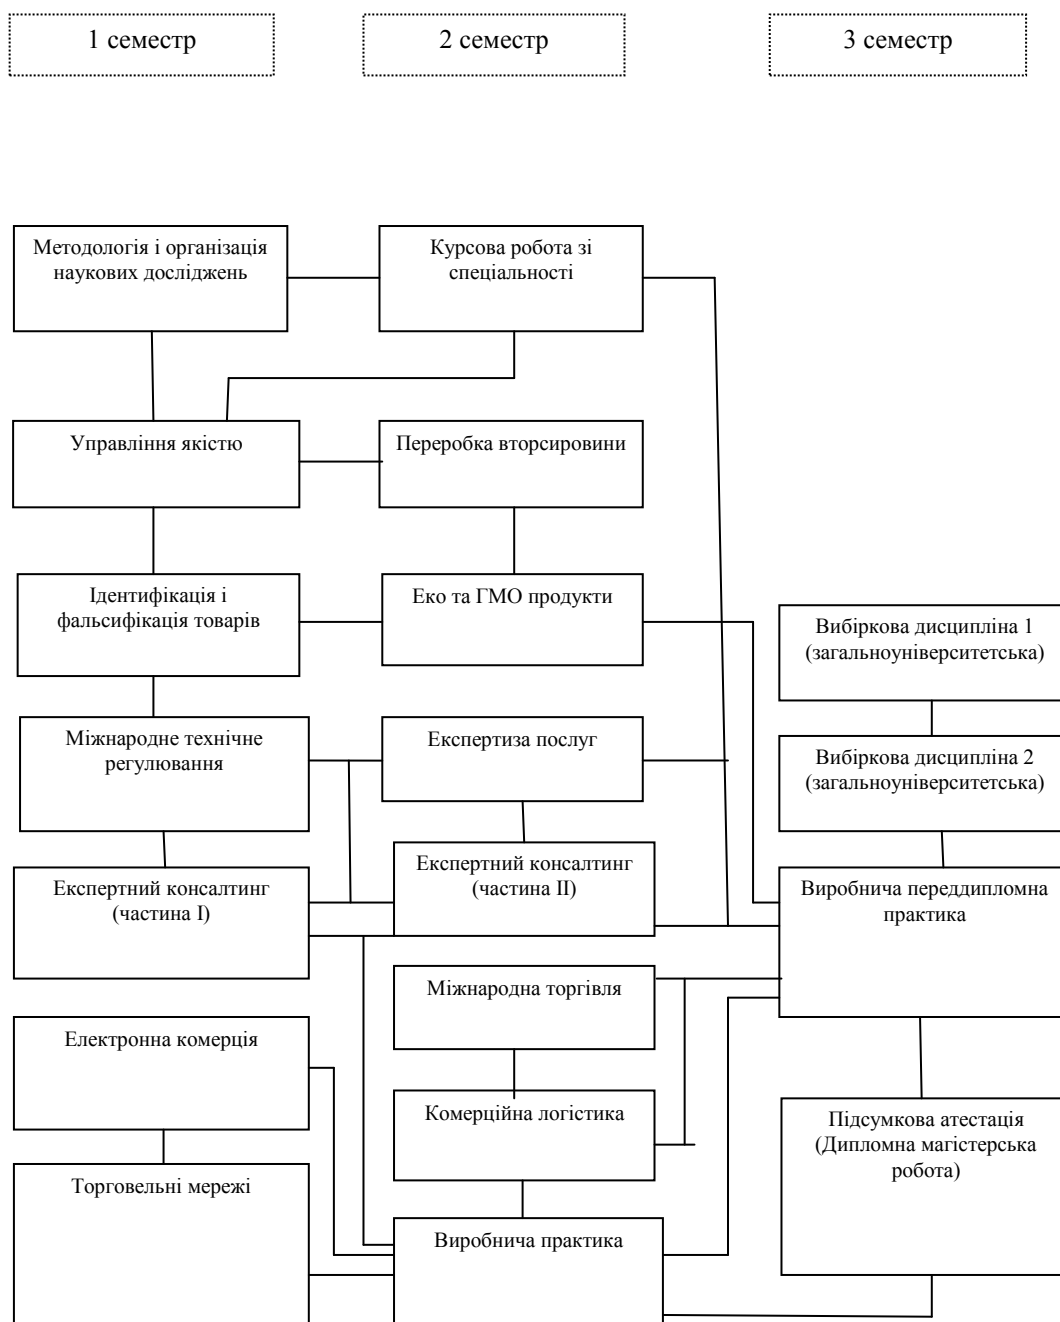 1 семестр
2 семестр
3 семестр
Методологія і організація
наукових досліджень
Курсова робота зі
спеціальності
Управління якістю
Переробка вторсировини
Ідентифікація і
фальсифікація товарів
Еко та ГМО продукти
Вибіркова дисципліна 1
(загальноуніверситетська)
Міжнародне технічне
регулювання
Експертиза послуг
Вибіркова дисципліна 2
(загальноуніверситетська)
Експертний консалтинг
(частина І)
Експертний консалтинг
(частина ІІ)
Виробнича переддипломна
практика
Міжнародна торгівля
Електронна комерція
Комерційна логістика
Підсумкова атестація
(Дипломна магістерська
робота)
Торговельні мережі
Виробнича практика